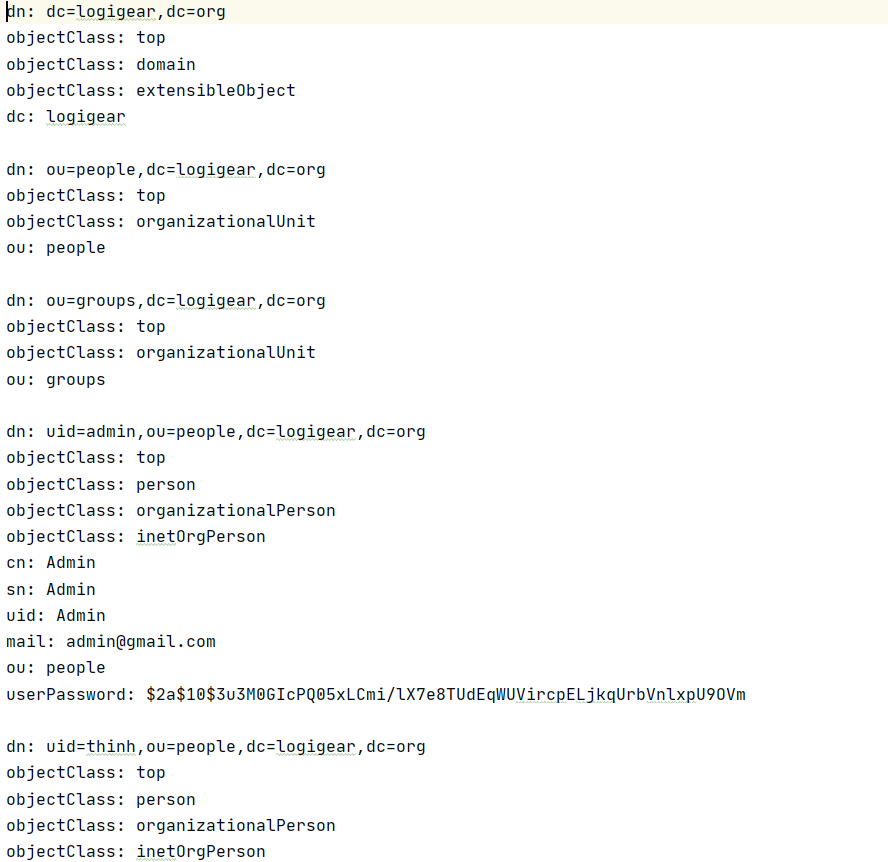 dn: dc=logigear,dc=org
objectClass: top
objectClass: domain
objectClass: extensibleObject
dc: logigear
dn: ou=people,dc=logigear,dc=org
objectClass: top
objectClass: organizationalUnit
ou: people
dn: ou=groups,dc=logigear,dc=org
objectClass: top
objectClass: organizationalUnit
ou: groups
dn: uid=admin,ou=people,dc=logigear,dc=org
objectClass: top
objectClass: person
objectClass: organizationalPerson
objectClass: inetOrgPerson
cn: Admin
sn: Admin
uid: Admin
mail: admin@gmail.com
ou: people
userPassword: $2a$10$3u3M0GIcPQ05xLCmi/lX7e8TUdEqWUVircpELjkqUrbVnlxpU9OVm
dn: uid=thinh,ou=people,dc=logigear,dc=org
objectClass: top
objectClass: person
objectClass: organizationalPerson
objectClass: inetOrgPerson